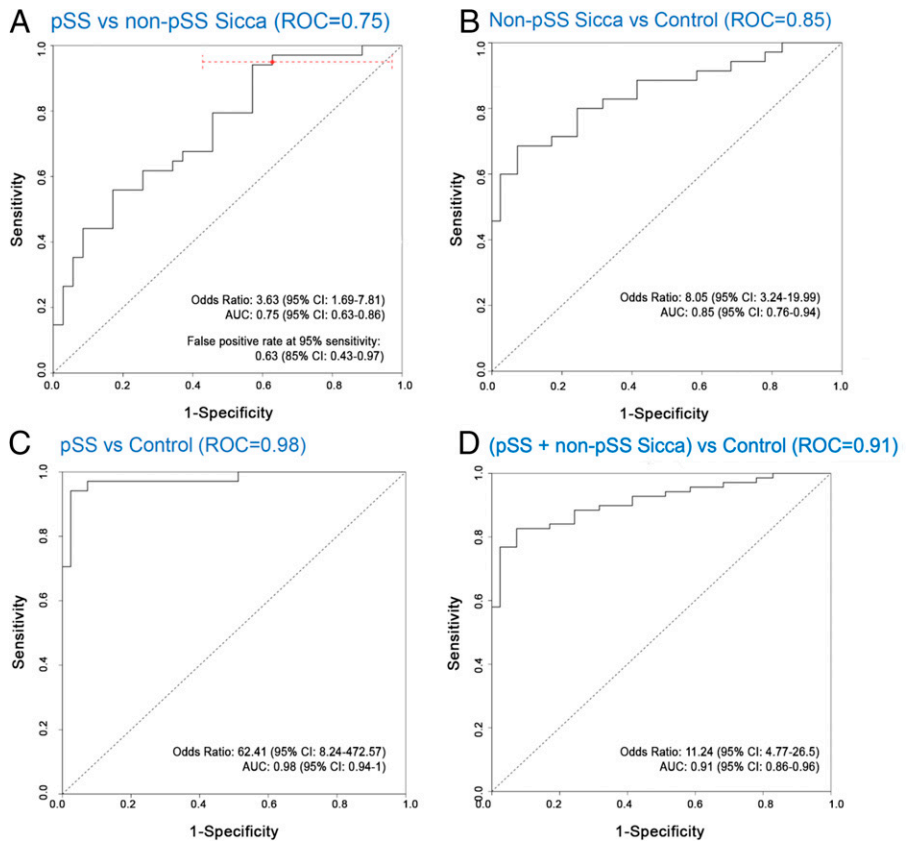 A pSS vs non-pSS Sicca (ROC=0.75)
1.0
0.8
0.6
0.4
0.2
0.0
Sensitivity
Odds Ratio: 3.63 (95% CI: 1.69-7.81)
AUC: 0.75 (95% CI: 0.63-0.86)
False positive rate at 95% sensitivity:
0.63 (85% CI: 0.43-0.97)
0.0 0.2 0.4 0.6 0.8 1.0
1-Specificity
B Non-pSS Sicca vs Control (ROC=0.85)
1.0
0.8
0.6
0.4
0.2
0.0
Sensitivity
Odds Ratio: 8.05 (95% CI: 3.24-19.99)
AUC: 0.85 (95% CI: 0.76-0.94)
0.0 0.2 0.4 0.6 0.8 1.0
1-Specificity
C pSS vs Control (ROC=0.98)
1.0
0.8
0.6
0.4
0.2
0.0
Sensitivity
Odds Ratio: 62.41 (95% CI: 8.24-472.57)
AUC: 0.98 (95% CI: 0.94-1)
0.0 0.2 0.4 0.6 0.8 1.0
1-Specificity
D (pSS + non-pSS Sicca) vs Control (ROC=0.91)
1.0
0.8
0.6
0.4
0.2
0.0
Sensitivity
Odds Ratio: 11.24 (95% CI: 4.77-26.5)
AUC: 0.91 (95% CI: 0.86-0.96)
0.0 0.2 0.4 0.6 0.8 1.0
1-Specificity